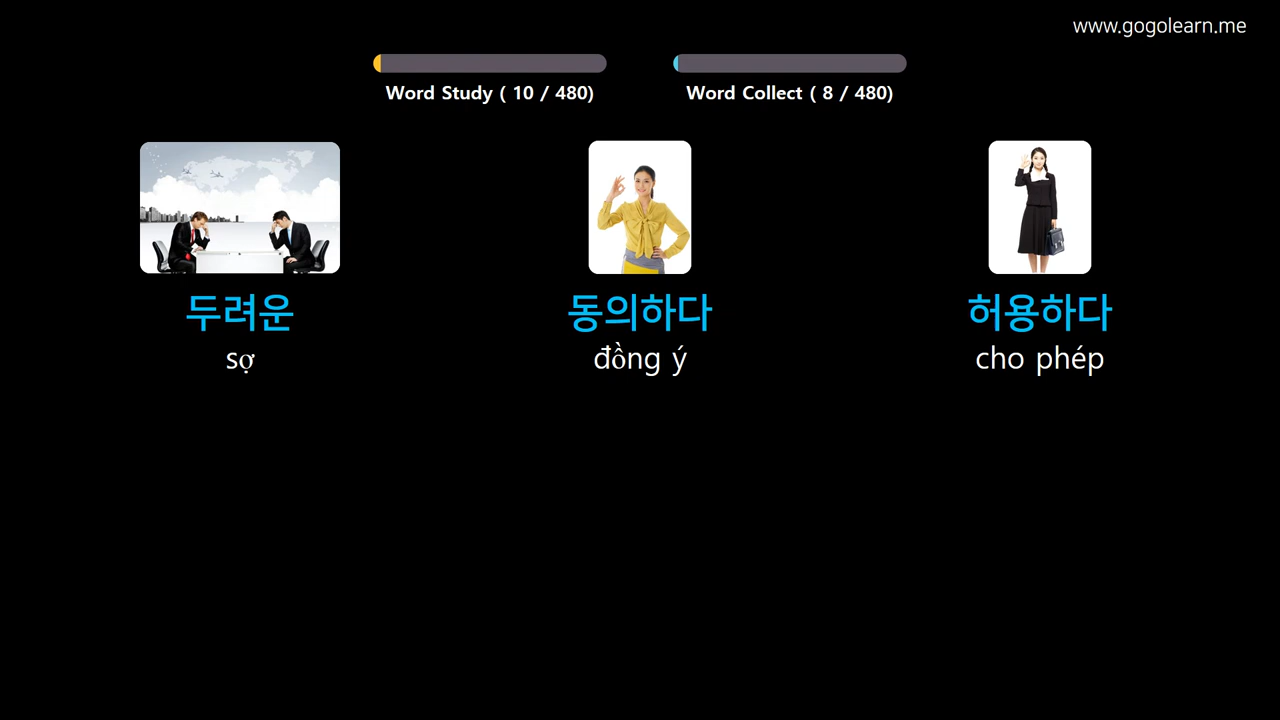 www.gogolearn.me
Word Study ( 10 / 480)
Word Collect ( 8 / 480)
두려운
동의하다
허용하다
sợ
đồng ý
cho phép